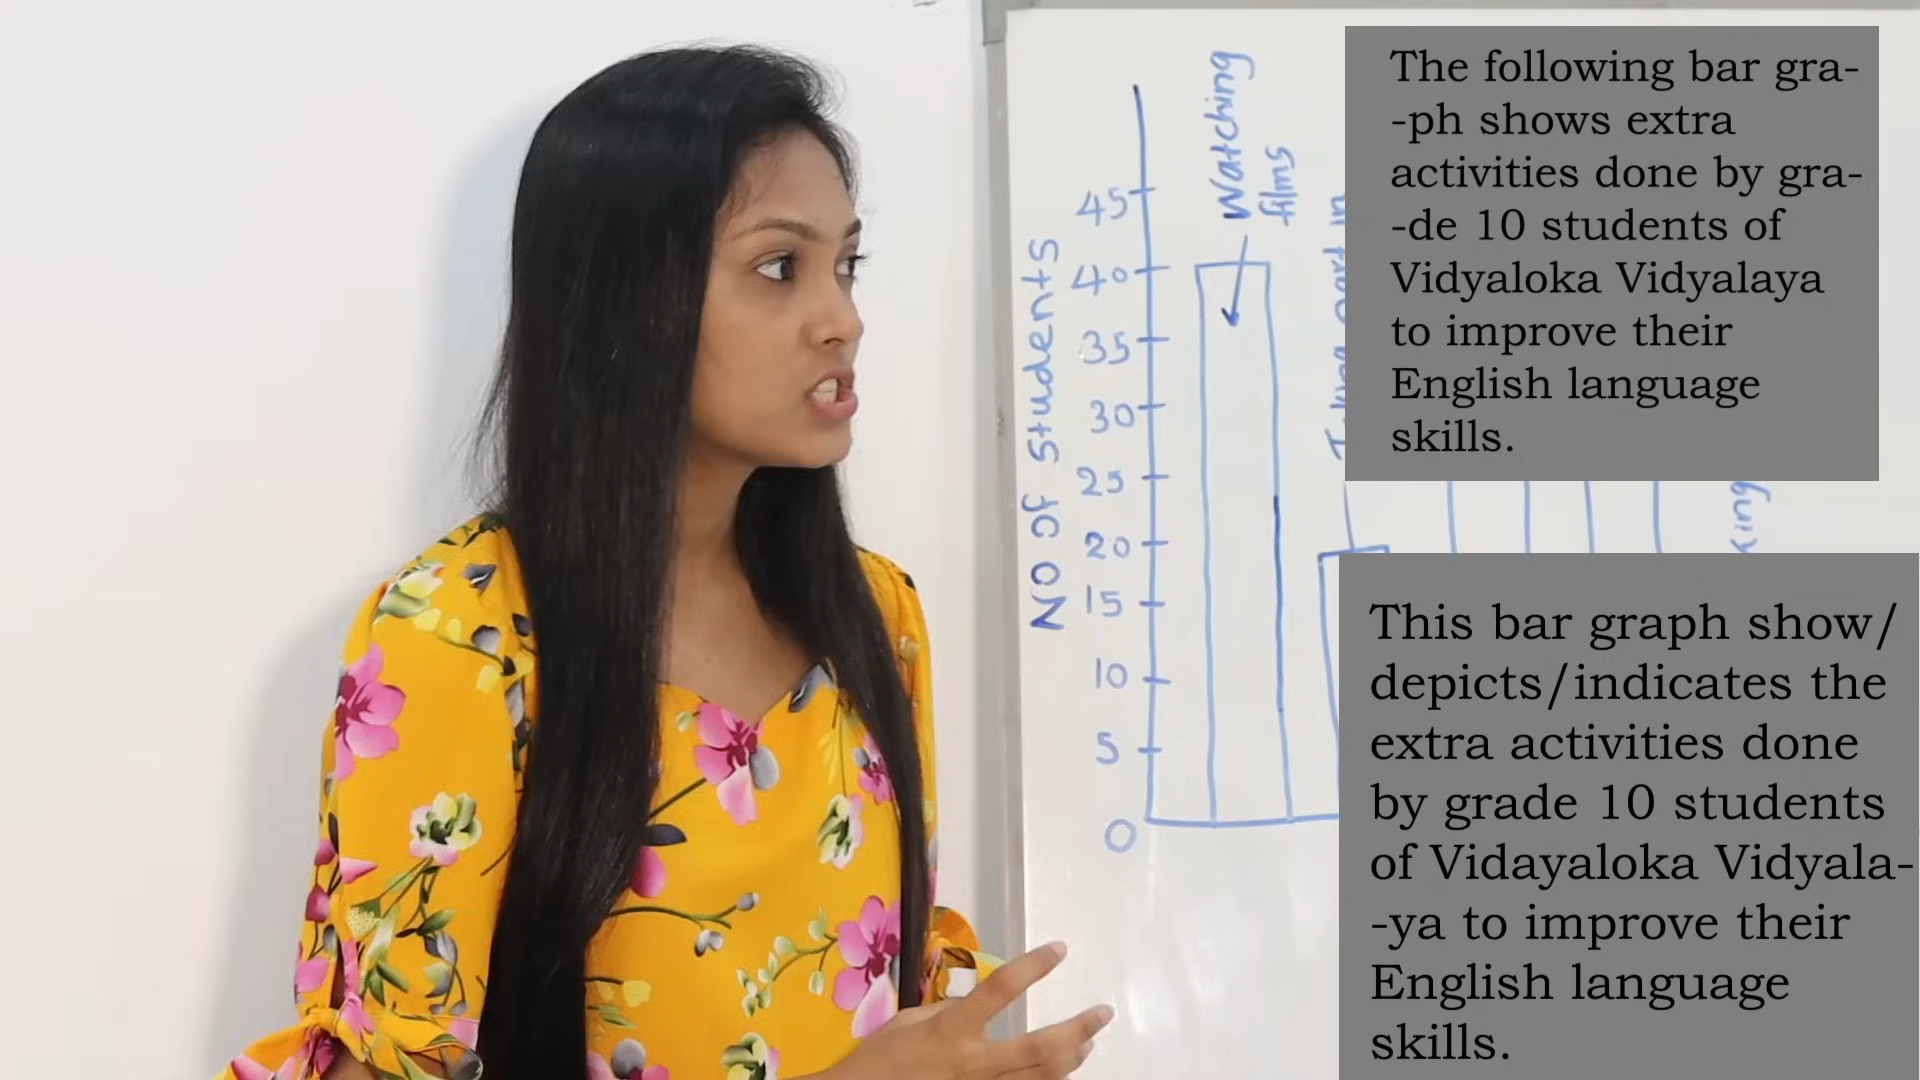 The following bar gra-
-ph shows extra
activities done by gra-
-de 10 students of
Vidyaloka Vidyalaya
to improve their
English language
skills.
This bar graph show/
depicts/indicates the
extra activities done
by grade 10 students
of Vidayaloka Vidyala-
-ya to improve their
English language
skills.
No of students
45
40
35
30
25
20
15
10
5
0
Watching
films